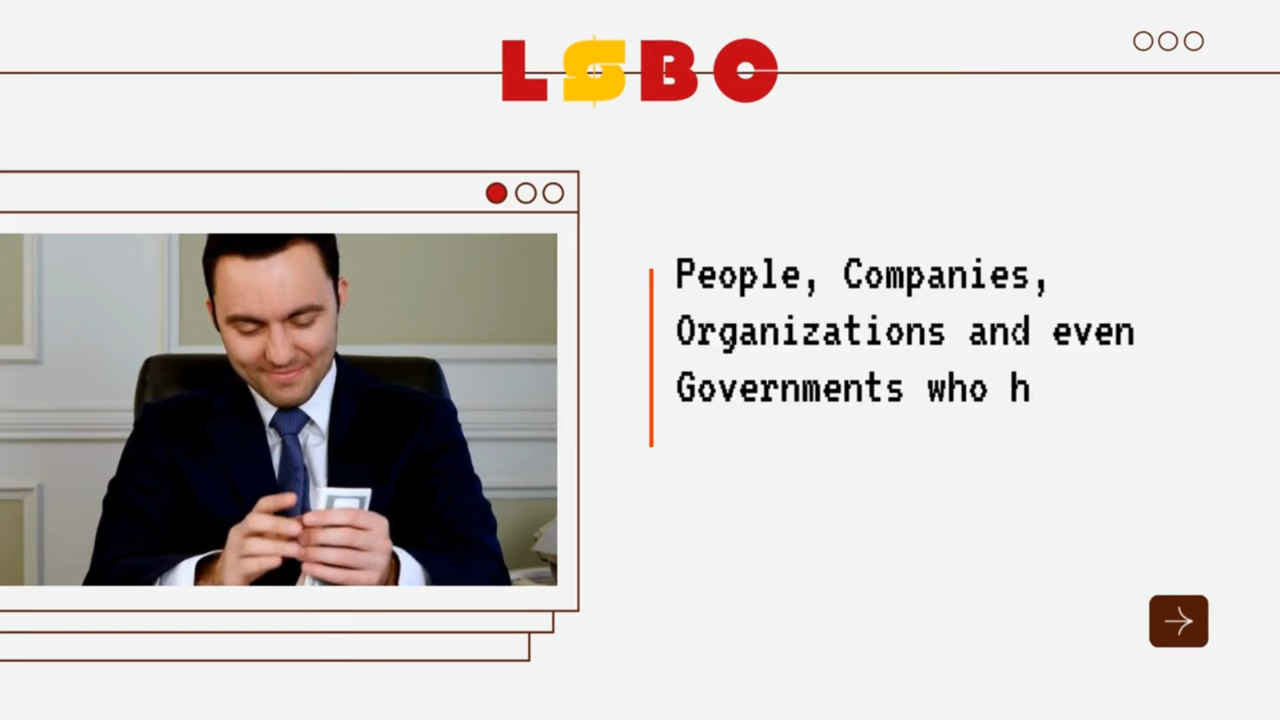 LSBO
People, Companies,
Organizations and even
Governments who h